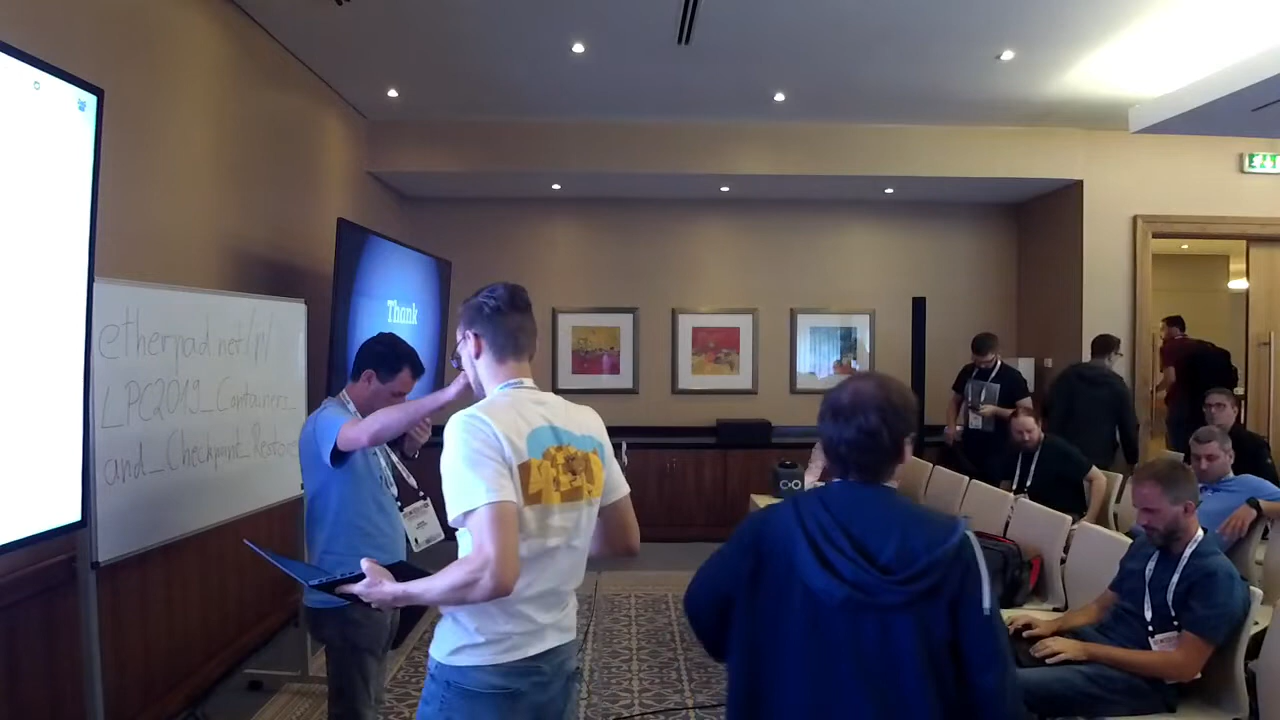 etherpad.net/p/
LPC2019_Containers_
and_Checkpoint_Restore
Thank